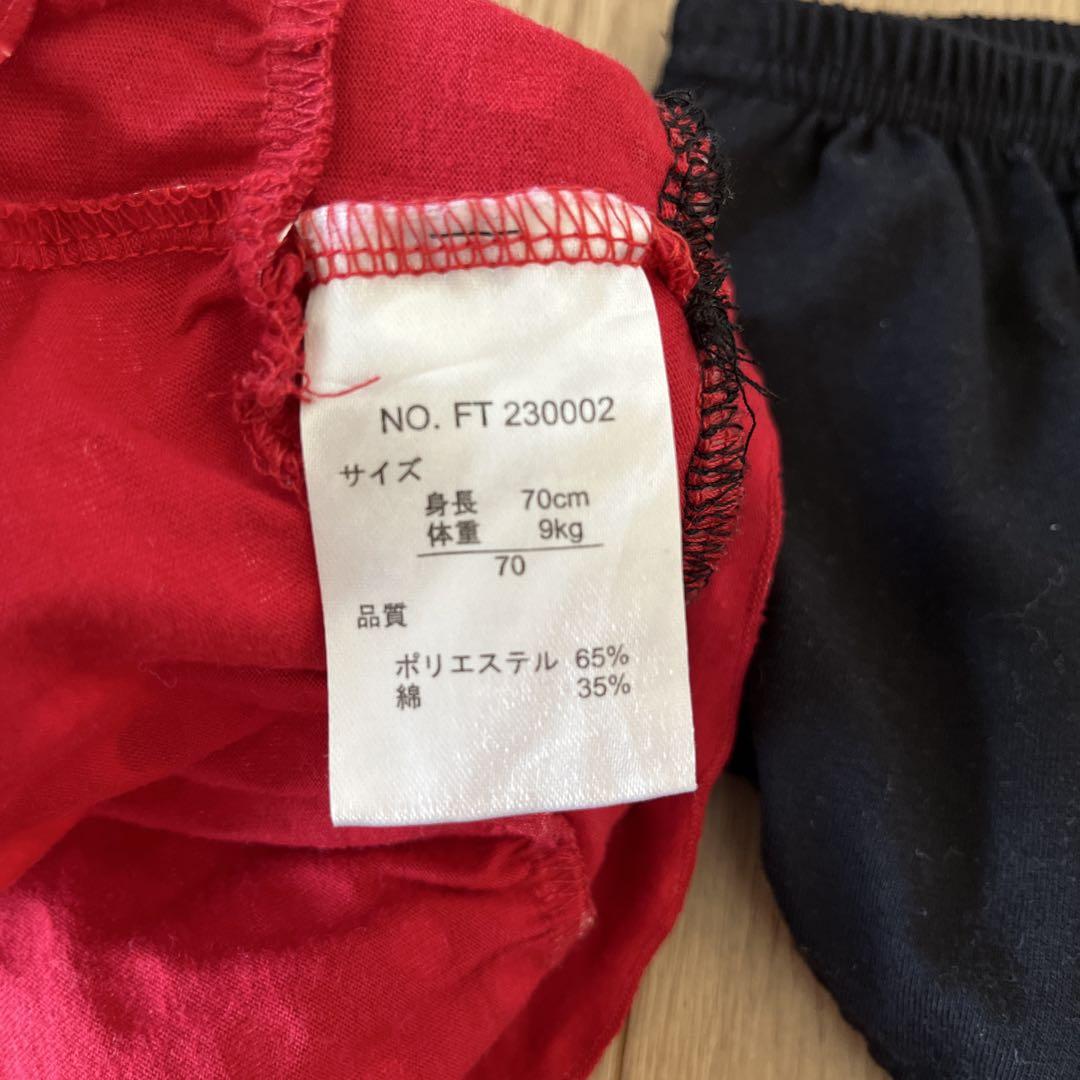 NO. FT 230002
サイズ
身長 70cm
体重 9kg
70
品質
ポリエステル 65%
綿 35%